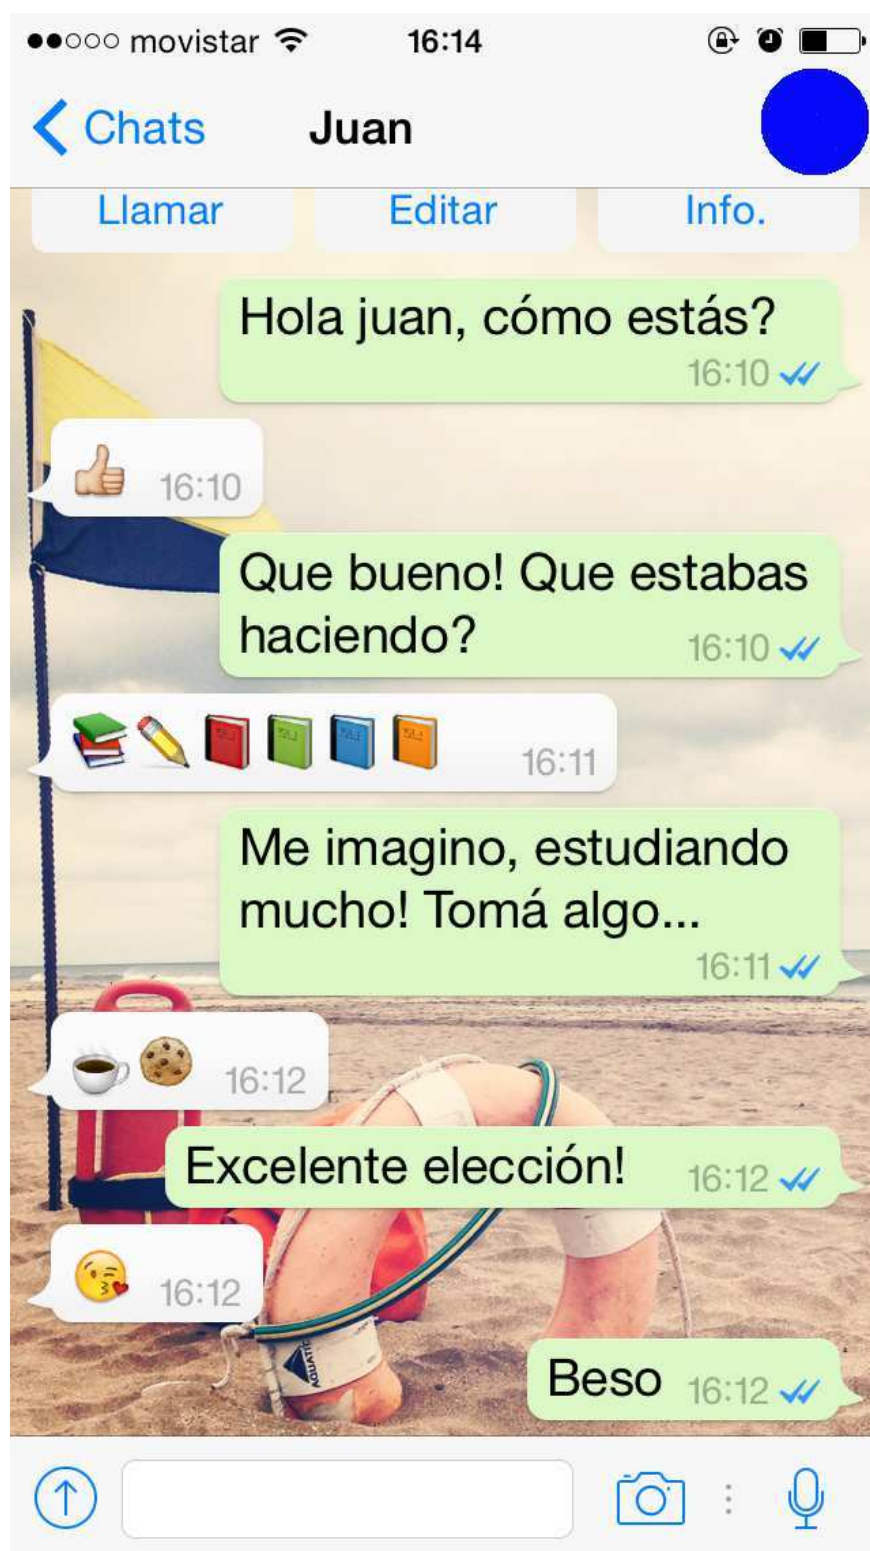 movistar 16:14
Chats Juan
Llamar Editar Info.
Hola juan, cómo estás?
16:10
👍 16:10
Que bueno! Que estabas
haciendo? 16:10
📚✏️📕📗📘📙 16:11
Me imagino, estudiando
mucho! Tomá algo...
16:11
☕🍪 16:12
Excelente elección! 16:12
😘 16:12
AQUATIC
Beso 16:12